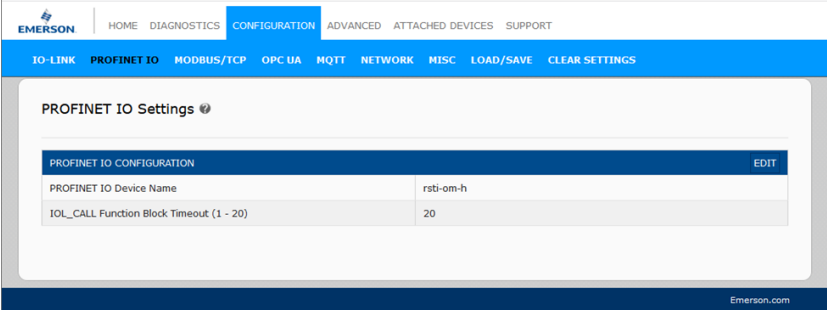 EMERSON HOME DIAGNOSTICS CONFIGURATION ADVANCED ATTACHED DEVICES SUPPORT
IO-LINK PROFINET IO MODBUS/TCP OPC UA MQTT NETWORK MISC LOAD/SAVE CLEAR SETTINGS
PROFINET IO Settings ?
PROFINET IO CONFIGURATION EDIT
PROFINET IO Device Name rsti-om-h
IOL_CALL Function Block Timeout (1 - 20) 20
Emerson.com